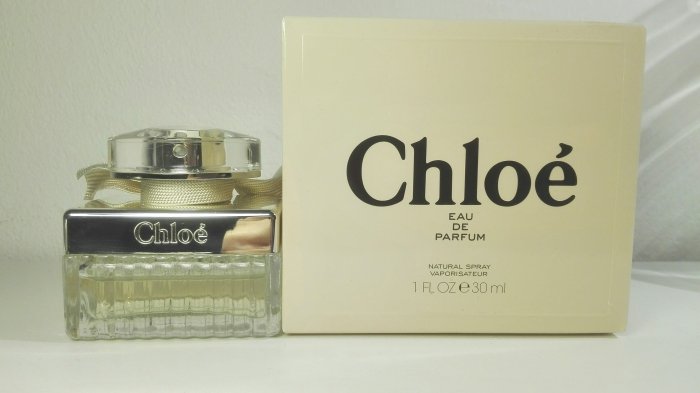 Chloé
Chloé
EAU
DE
PARFUM
NATURAL SPRAY
VAPORISATEUR
1 FL OZ ℮ 30 ml